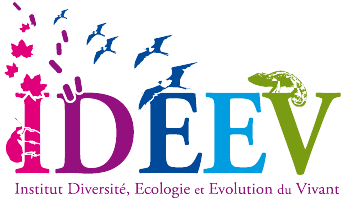 IDEEV
Institut Diversité, Ecologie et Evolution du Vivant